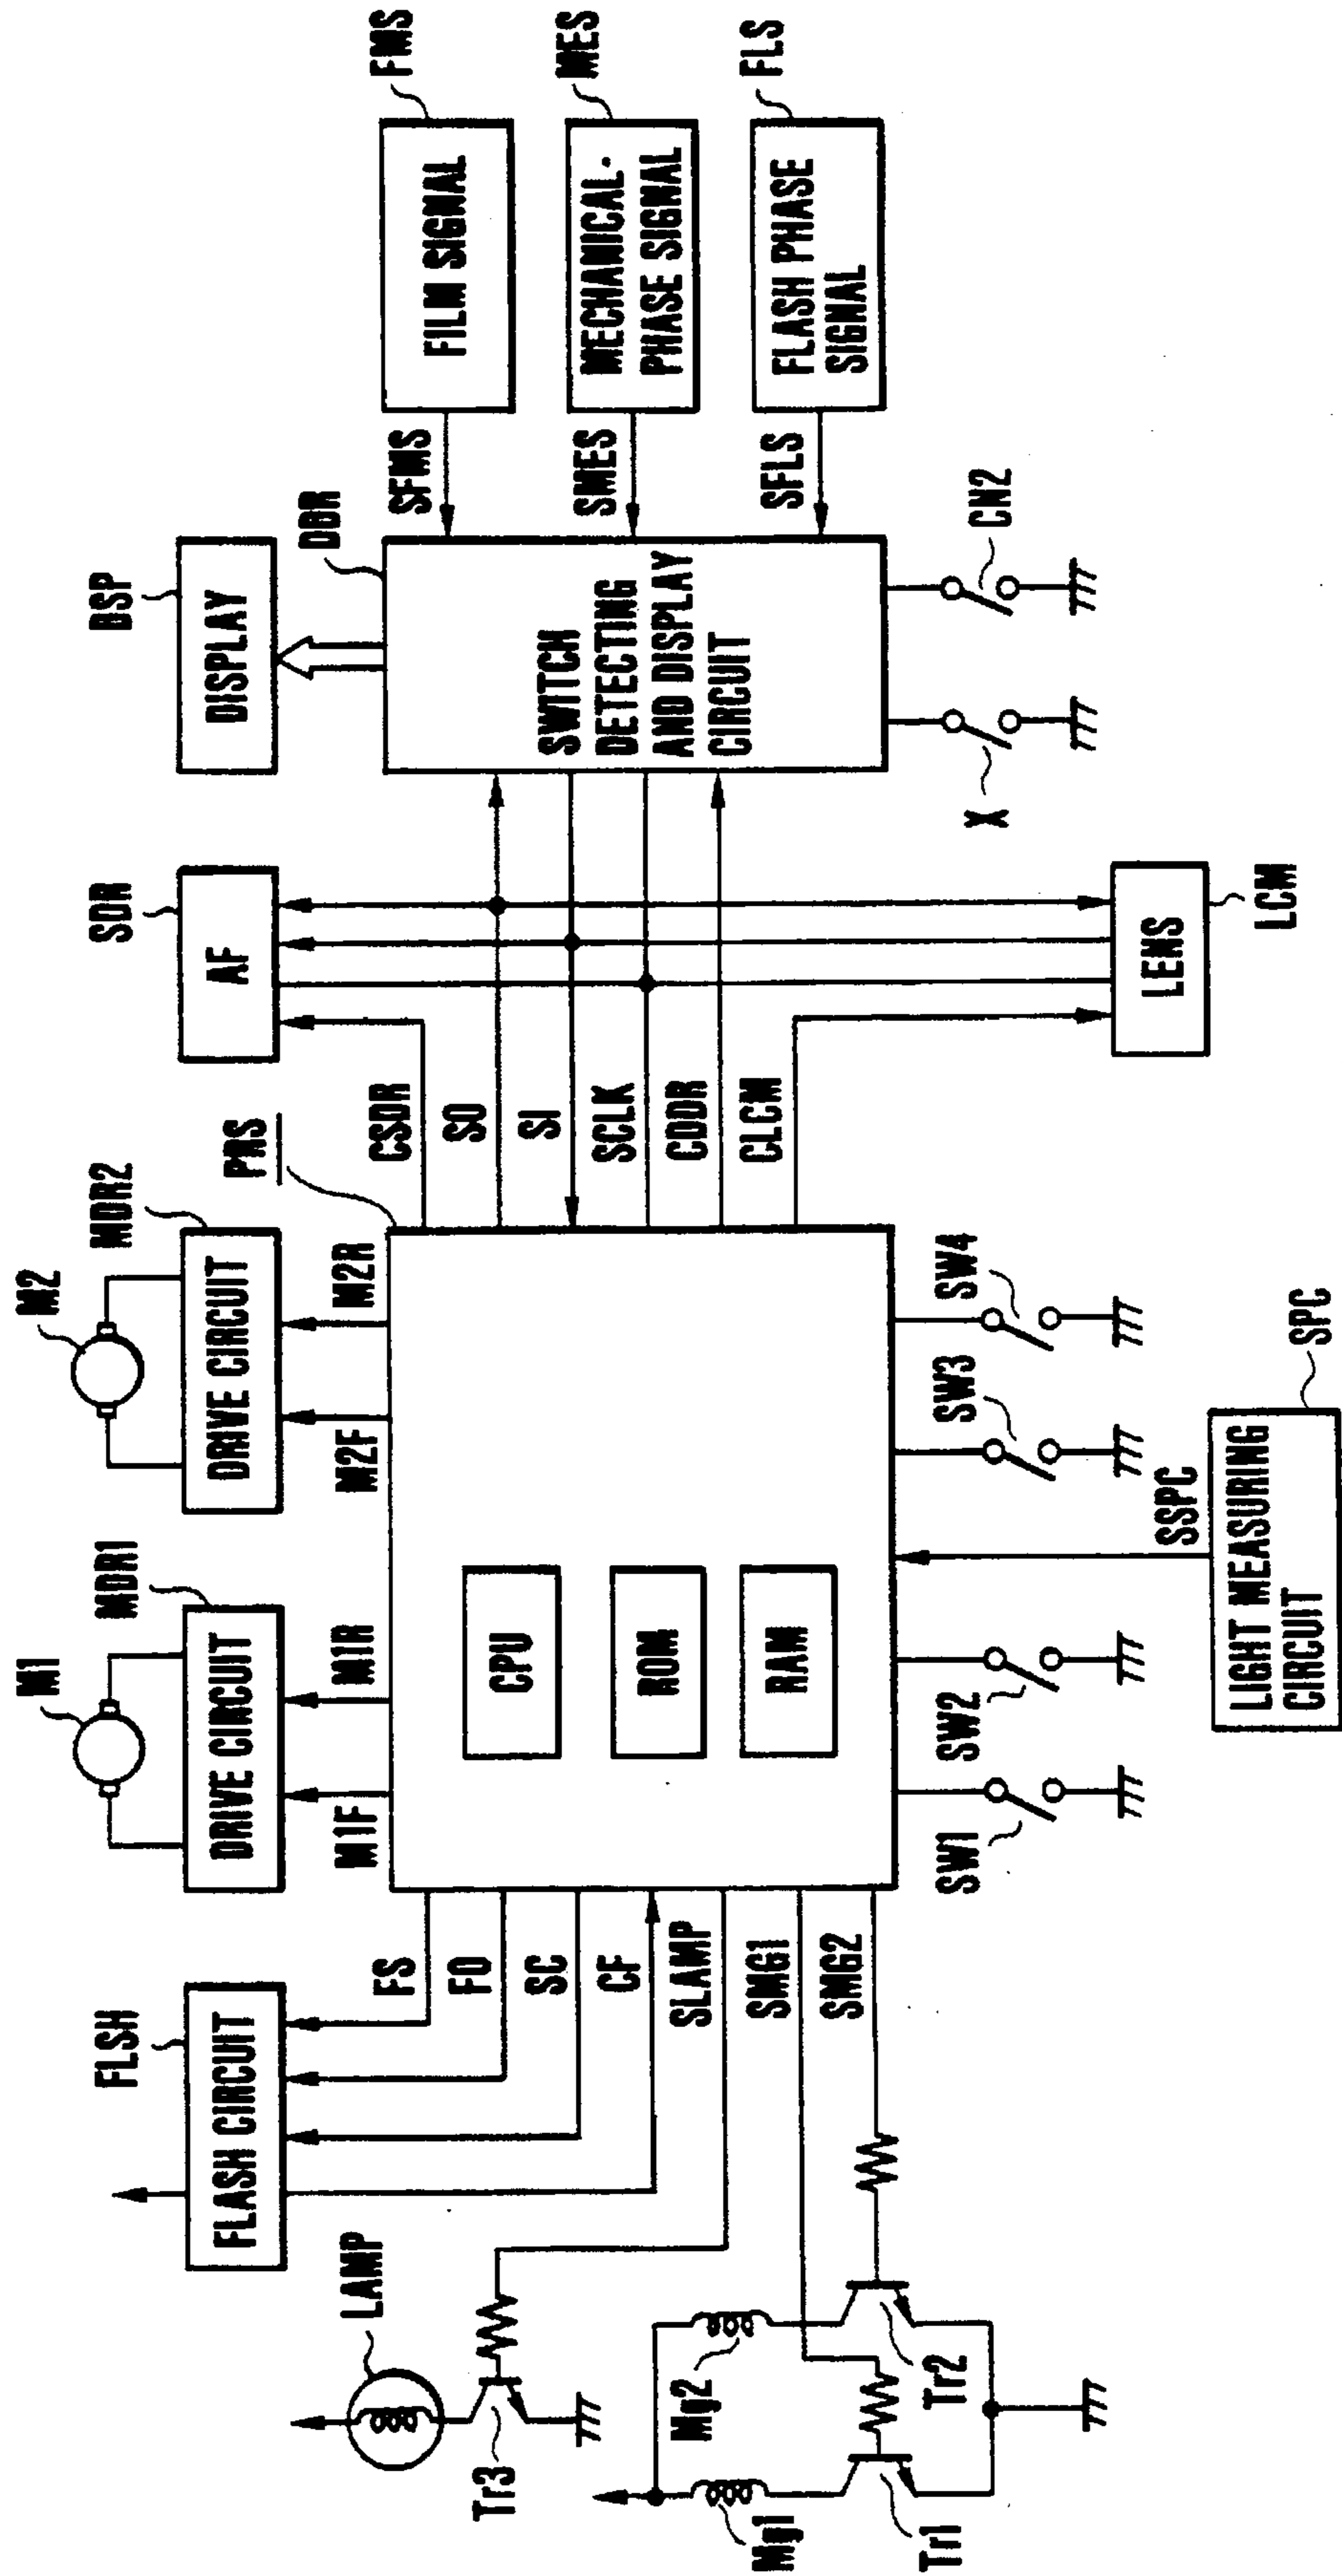 FLSH
FLASH CIRCUIT
LAMP
Tr3
Mg1
Mg2
Tr1
Tr2
FS
FO
SC
CF
SLAMP
SMG1
SMG2
M1
MDR1
DRIVE CIRCUIT
M1F
M1R
M2
MDR2
DRIVE CIRCUIT
M2F
M2R
PRS
CPU
ROM
RAM
SW1
SW2
SW3
SW4
SSPC
SPC
LIGHT MEASURING
CIRCUIT
CSDR
SO
SI
SCLK
CDDR
CLCM
SDR
AF
LENS
LCM
BSP
DISPLAY
DDR
SWITCH
DETECTING
AND DISPLAY
CIRCUIT
X
CN2
SFMS
SMES
SFLS
FILM SIGNAL
FMS
MECHANICAL-
PHASE SIGNAL
MES
FLASH PHASE
SIGNAL
FLS